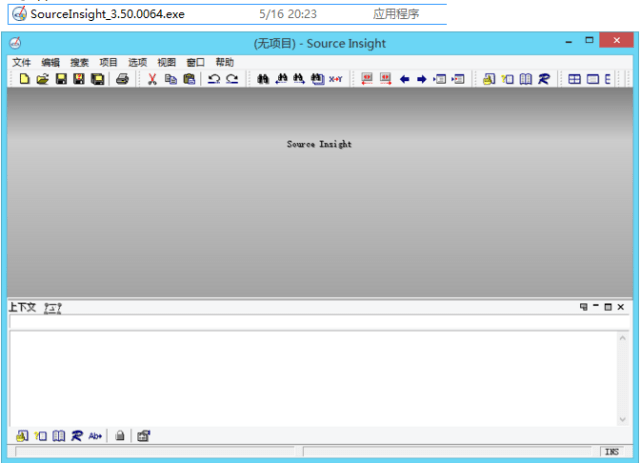 SourceInsight_3.50.0064.exe 5/16 20:23 应用程序
(无项目) - Source Insight
文件 编辑 搜索 项目 选项 视图 窗口 帮助
Source Insight
上下文
INS